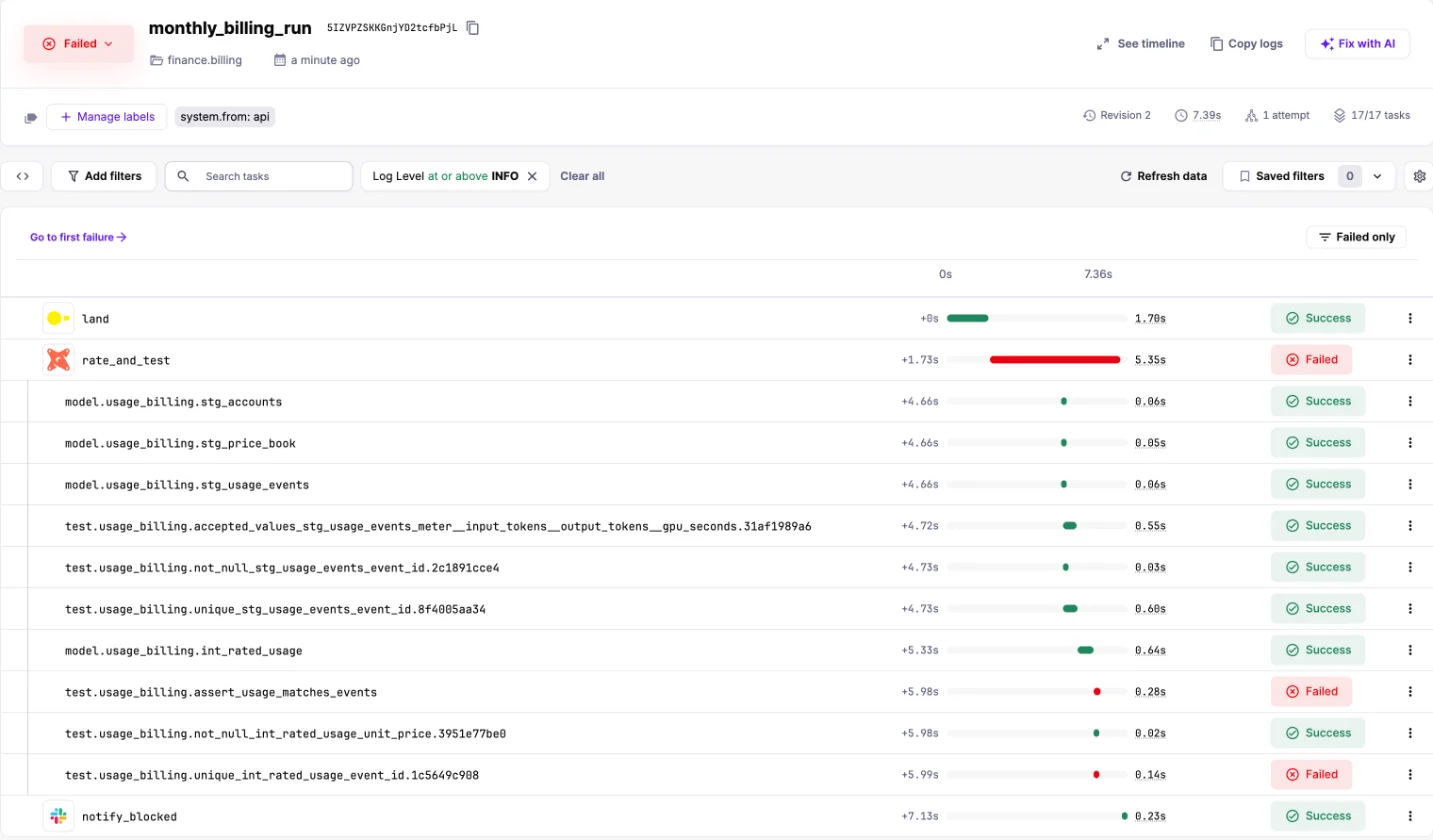 Failed
monthly_billing_run 5IZVPZSKKGnjYD2tcfbPjL
finance.billing a minute ago
See timeline Copy logs Fix with AI
+ Manage labels system.from: api
Revision 2 7.39s 1 attempt 17/17 tasks
<> Add filters Search tasks Log Level at or above INFO × Clear all
Refresh data Saved filters 0
Go to first failure → Failed only
0s 7.36s
land +0s 1.70s Success
rate_and_test +1.73s 5.35s Failed
model.usage_billing.stg_accounts +4.66s 0.06s Success
model.usage_billing.stg_price_book +4.66s 0.05s Success
model.usage_billing.stg_usage_events +4.66s 0.06s Success
test.usage_billing.accepted_values_stg_usage_events_meter__input_tokens__output_tokens__gpu_seconds.31af1989a6 +4.72s 0.55s Success
test.usage_billing.not_null_stg_usage_events_event_id.2c1891cce4 +4.73s 0.03s Success
test.usage_billing.unique_stg_usage_events_event_id.8f4005aa34 +4.73s 0.60s Success
model.usage_billing.int_rated_usage +5.33s 0.64s Success
test.usage_billing.assert_usage_matches_events +5.98s 0.28s Failed
test.usage_billing.not_null_int_rated_usage_unit_price.3951e77be0 +5.98s 0.02s Success
test.usage_billing.unique_int_rated_usage_event_id.1c5649c908 +5.99s 0.14s Failed
notify_blocked +7.13s 0.23s Success